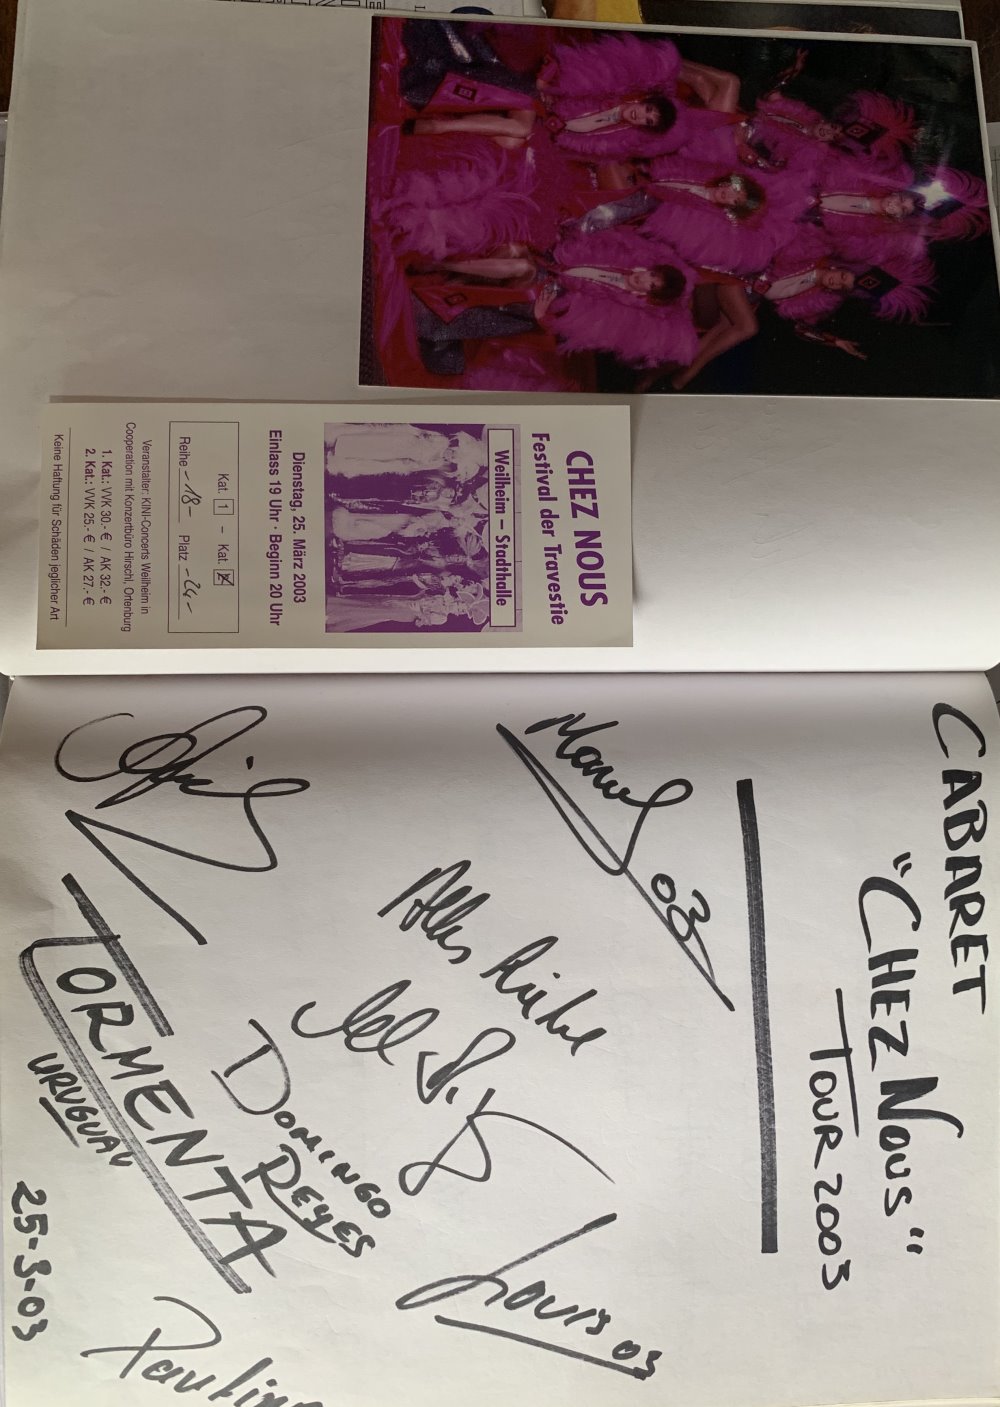 CHEZ NOUS
Festival der Travestie
Weilheim – Stadthalle
Dienstag, 25. März 2003
Einlass 19 Uhr · Beginn 20 Uhr
Kat. 1 – Kat.
Reihe -18- Platz -24-
Veranstalter: KINI-Concerts Weilheim in
Cooperation mit Konzertbüro Hirschl, Ortenburg
1. Kat.: VVK 30.- € / AK 32.- €
2. Kat.: VVK 25.- € / AK 27.- €
Keine Haftung für Schäden jeglicher Art
CABARET
"CHEZ NOUS"
TOUR 2003
03
Alles Liebe
Louis 03
DOMINGO
REYES
TORMENTA
URUGUAY
25-3-03